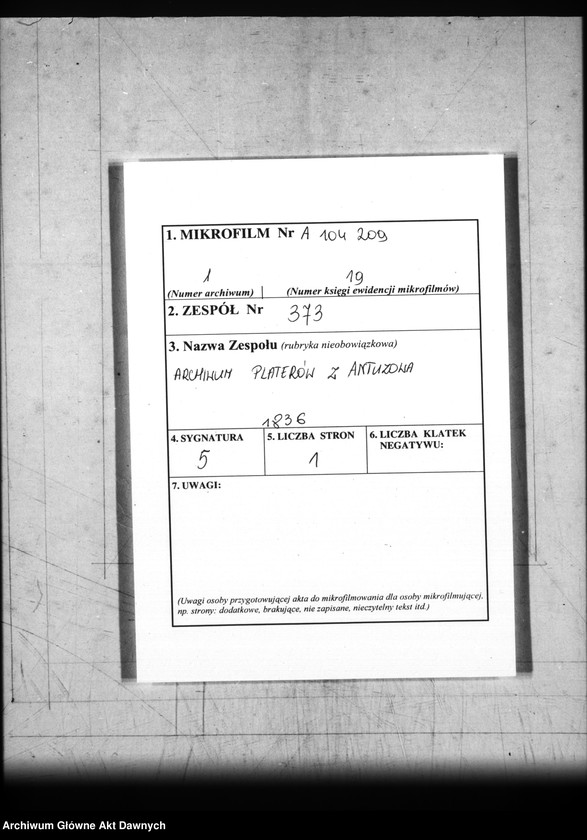 1. MIKROFILM Nr A 104 209
1 19
(Numer archiwum) | (Numer księgi ewidencji mikrofilmów)
2. ZESPÓŁ Nr 373
3. Nazwa Zespołu (rubryka nieobowiązkowa)
ARCHIWUM PLATERÓW Z ANTUZOWA
1836
4. SYGNATURA 5. LICZBA STRON 6. LICZBA KLATEK
NEGATYWU:
5 1
7. UWAGI:
(Uwagi osoby przygotowującej akta do mikrofilmowania dla osoby mikrofilmującej.
np. strony: dodatkowe, brakujące, nie zapisane, nieczytelny tekst itd.)
Archiwum Główne Akt Dawnych